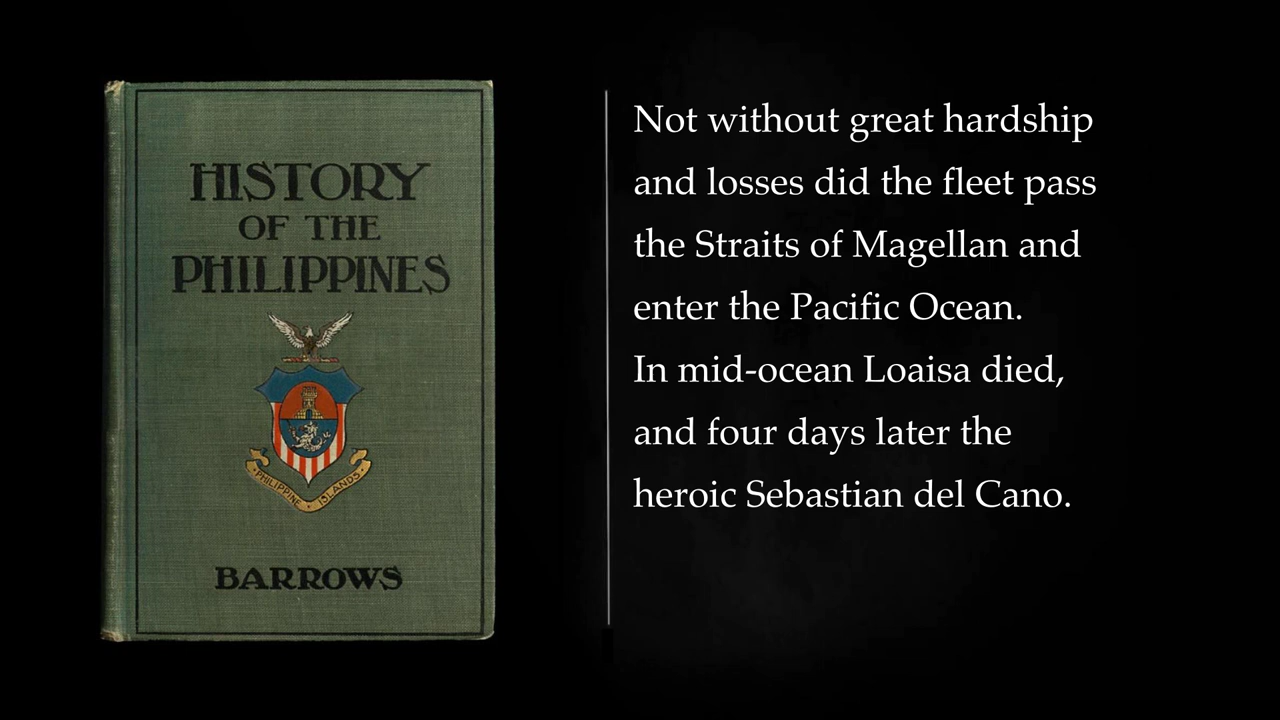 HISTORY
OF THE
PHILIPPINES
PHILIPPINE ISLANDS
BARROWS
Not without great hardship
and losses did the fleet pass
the Straits of Magellan and
enter the Pacific Ocean.
In mid-ocean Loaisa died,
and four days later the
heroic Sebastian del Cano.